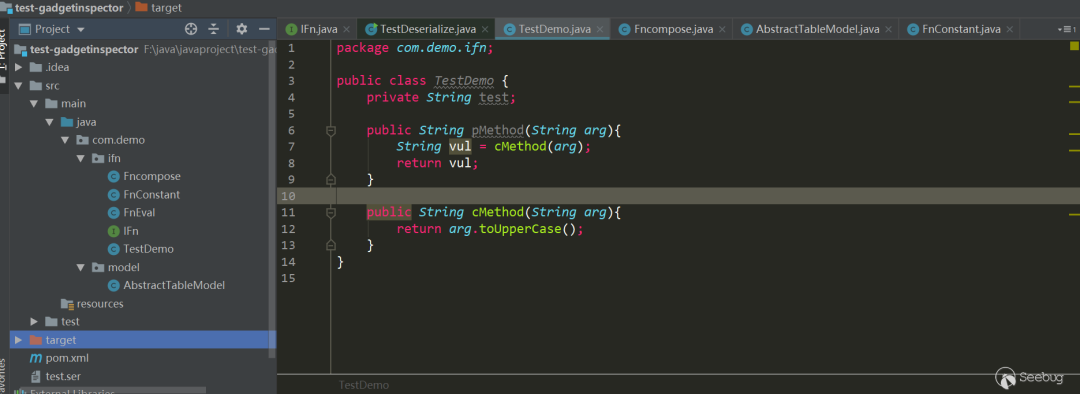 test-gadgetinspector
target
Project
1: Project
test-gadgetinspector F:\java\javaproject\test-gad
.idea
src
main
java
com.demo
ifn
Fncompose
FnConstant
FnEval
IFn
TestDemo
model
AbstractTableModel
resources
test
target
pom.xml
test.ser
External Libraries
IFn.java
TestDeserialize.java
TestDemo.java
Fncompose.java
AbstractTableModel.java
FnConstant.java
1 package com.demo.ifn;
2
3 public class TestDemo {
4 private String test;
5
6 public String pMethod(String arg){
7 String vul = cMethod(arg);
8 return vul;
9 }
10
11 public String cMethod(String arg){
12 return arg.toUpperCase();
13 }
14 }
15
TestDemo
Seebug